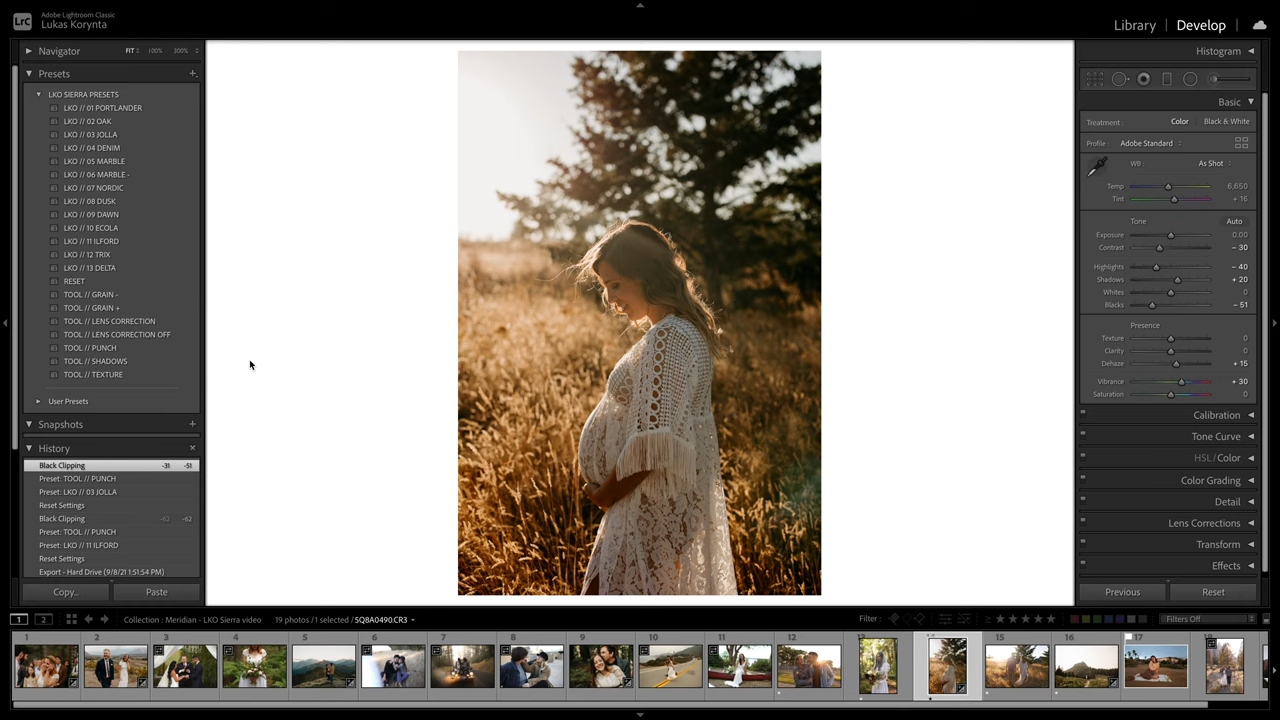 Adobe Lightroom Classic
LrC
Lukas Korynta
Library | Develop
Navigator FIT 100% 300%
Presets
LKO SIERRA PRESETS
LKO // 01 PORTLANDER
LKO // 02 OAK
LKO // 03 JOLLA
LKO // 04 DENIM
LKO // 05 MARBLE
LKO // 06 MARBLE -
LKO // 07 NORDIC
LKO // 08 DUSK
LKO // 09 DAWN
LKO // 10 ECOLA
LKO // 11 ILFORD
LKO // 12 TRIX
LKO // 13 DELTA
RESET
TOOL // GRAIN -
TOOL // GRAIN +
TOOL // LENS CORRECTION
TOOL // LENS CORRECTION OFF
TOOL // PUNCH
TOOL // SHADOWS
TOOL // TEXTURE
User Presets
Snapshots
History
Black Clipping -31 -51
Preset: TOOL // PUNCH
Preset: LKO // 03 JOLLA
Reset Settings
Black Clipping -62 -62
Preset: TOOL // PUNCH
Preset: LKO // 11 ILFORD
Reset Settings
Export - Hard Drive (9/8/21 1:51:54 PM)
Copy... Paste
Histogram
Basic
Treatment : Color Black & White
Profile : Adobe Standard
WB : As Shot
Temp 6,650
Tint + 16
Tone Auto
Exposure 0.00
Contrast - 30
Highlights - 40
Shadows + 20
Whites 0
Blacks - 51
Presence
Texture 0
Clarity 0
Dehaze + 15
Vibrance + 30
Saturation 0
Calibration
Tone Curve
HSL / Color
Color Grading
Detail
Lens Corrections
Transform
Effects
Previous Reset
1 2 Collection : Meridian - LKO Sierra video 19 photos / 1 selected / SQ8A0490.CR3 Filter : Filters Off
1 2 3 4 5 6 7 8 9 10 11 12 15 16 17